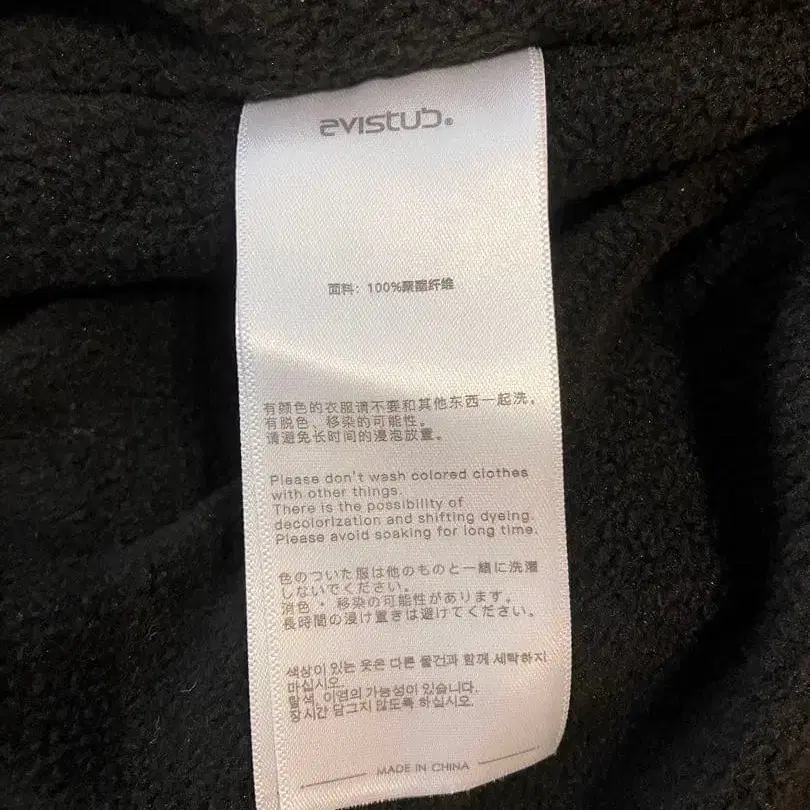 evistub®
面料：100%聚酯纤维
有颜色的衣服请不要和其他东西一起洗。
有脱色、移染的可能性。
请避免长时间的浸泡放置。
Please don't wash colored clothes
with other things.
There is the possibility of
decolorization and shifting dyeing.
Please avoid soaking for long time.
色のついた服は他のものと一緒に洗濯
しないでください。
消色・移染の可能性があります。
長時間の浸け置きは避けてください。
색상이 있는 옷은 다른 물건과 함께 세탁하지
마십시오.
탈색, 이염의 가능성이 있습니다.
장시간 담그지 않도록 하십시오.
MADE IN CHINA